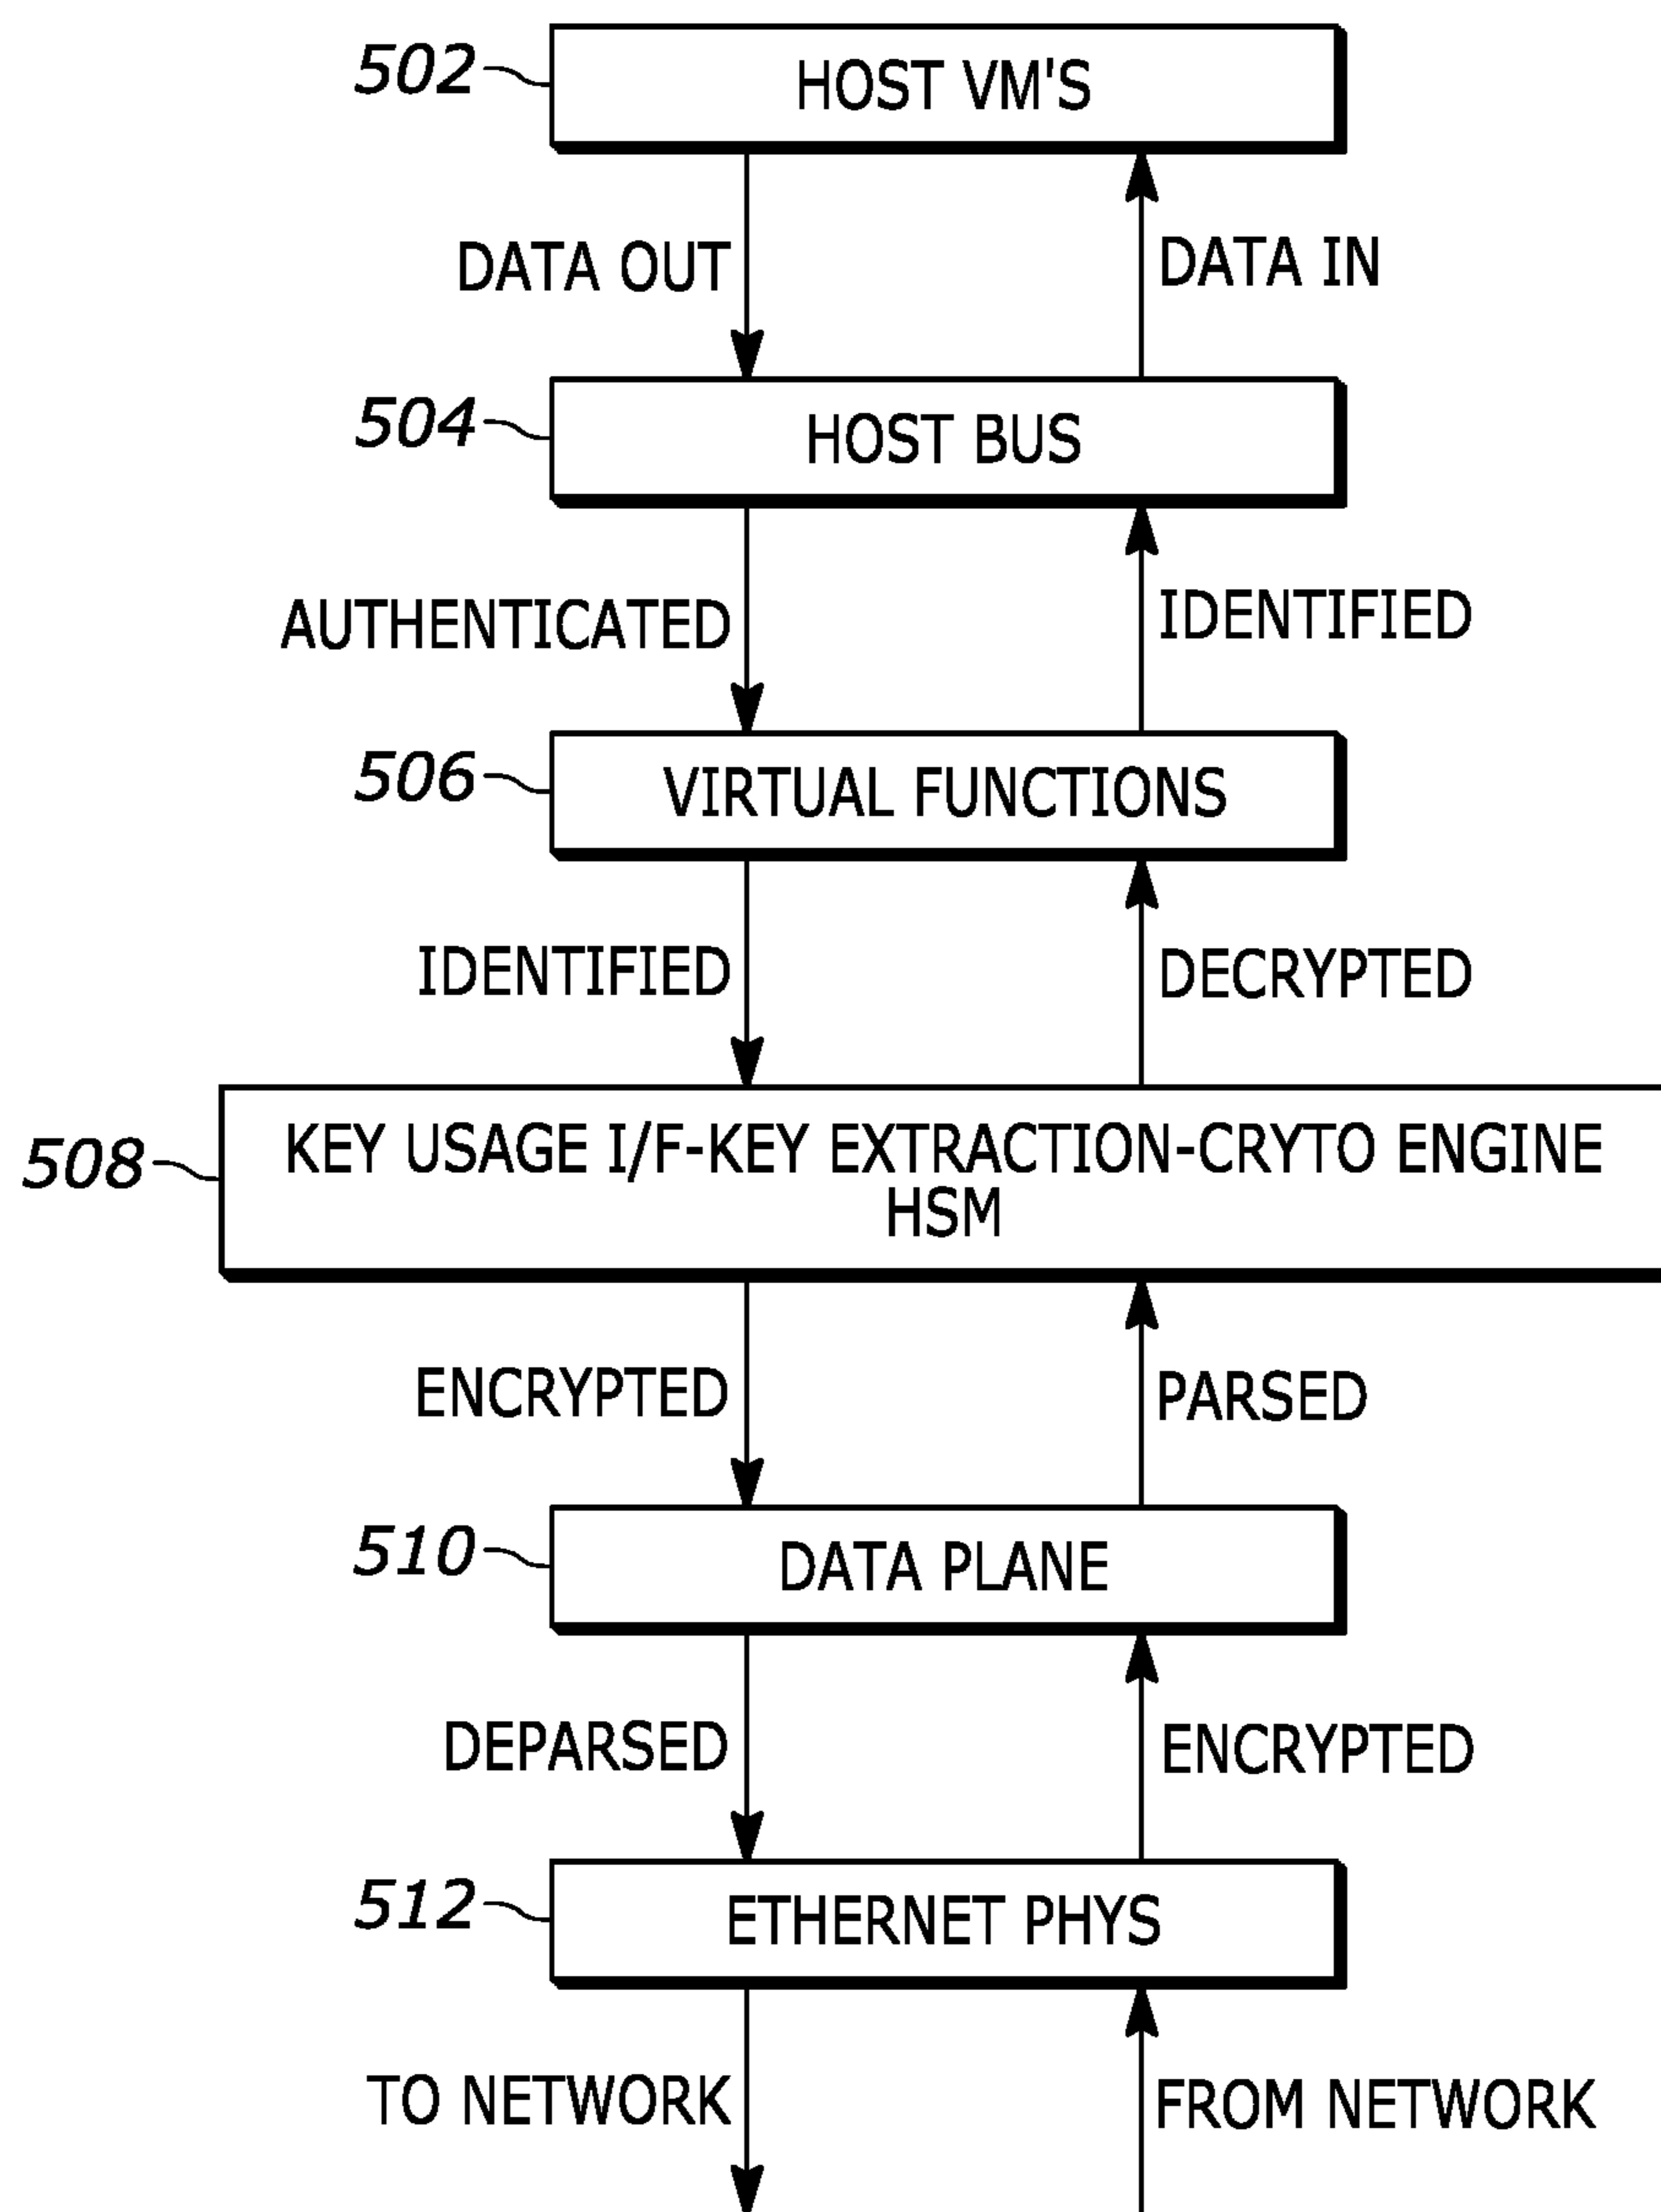 502
HOST VM'S
DATA OUT
DATA IN
504
HOST BUS
AUTHENTICATED
IDENTIFIED
506
VIRTUAL FUNCTIONS
IDENTIFIED
DECRYPTED
508
KEY USAGE I/F-KEY EXTRACTION-CRYTO ENGINE
HSM
ENCRYPTED
PARSED
510
DATA PLANE
DEPARSED
ENCRYPTED
512
ETHERNET PHYS
TO NETWORK
FROM NETWORK